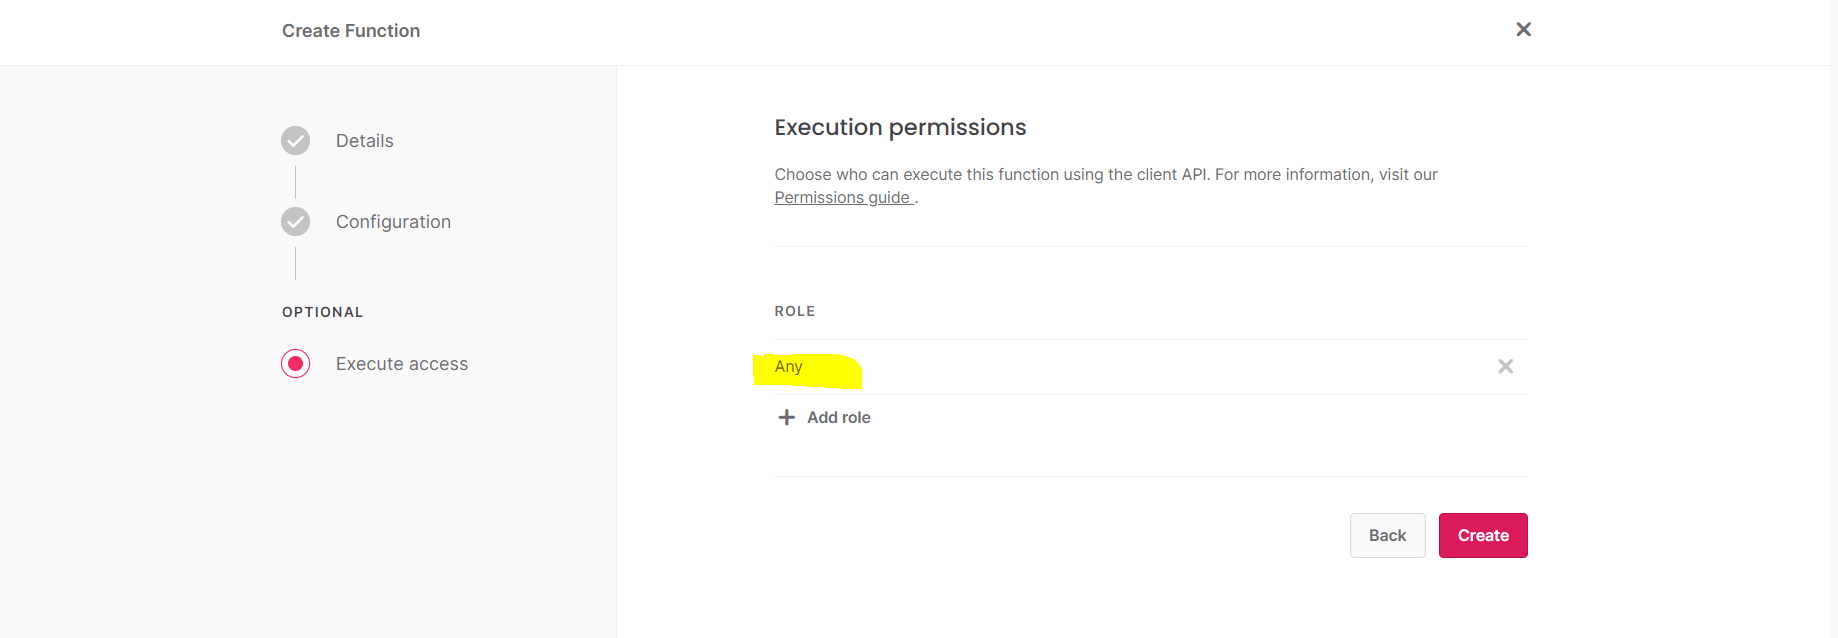 Create Function
Details
Configuration
OPTIONAL
Execute access
Execution permissions
Choose who can execute this function using the client API. For more information, visit our
Permissions guide .
ROLE
Any
Add role
Back
Create